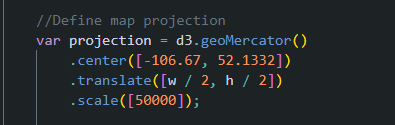 //Define map projection
var projection = d3.geoMercator()
.center([-106.67, 52.1332])
.translate([w / 2, h / 2])
.scale([50000]);